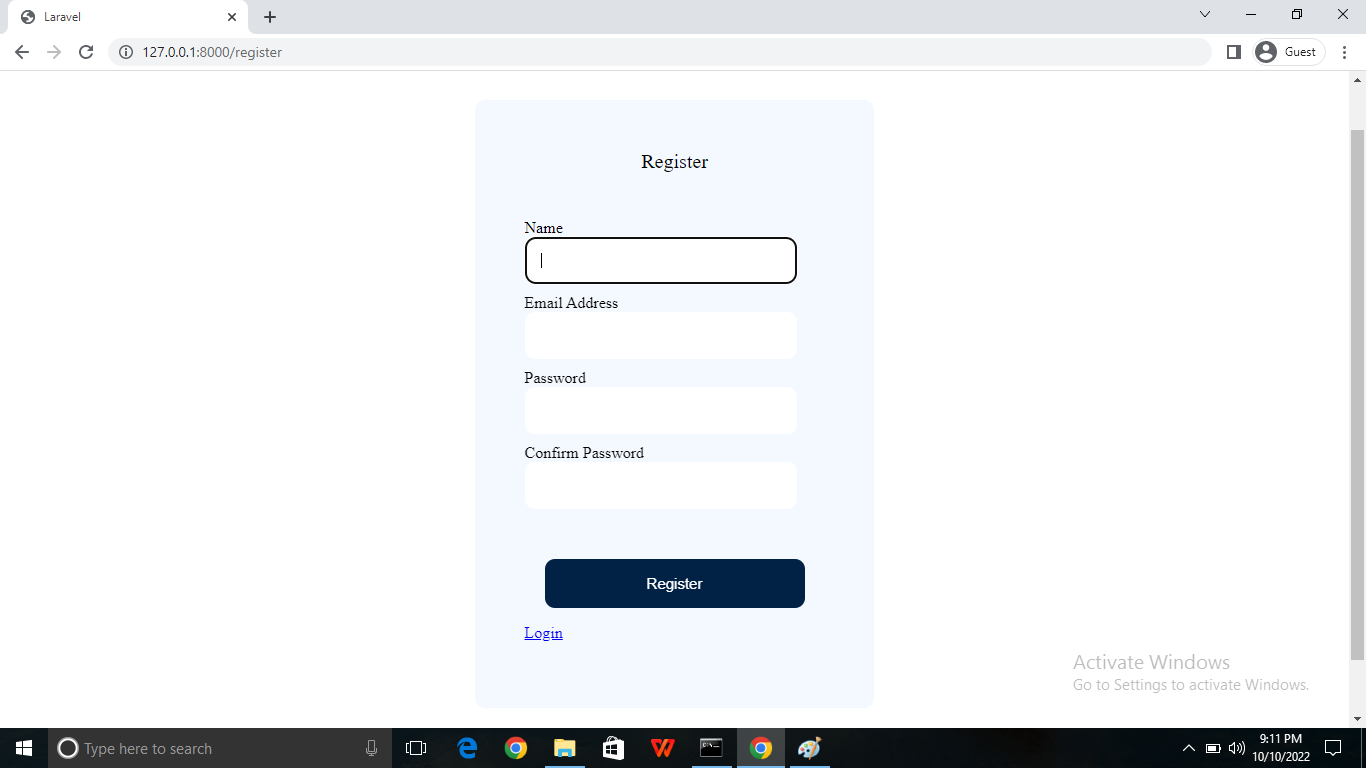 Laravel
127.0.0.1:8000/register
Guest
Register
Name
Email Address
Password
Confirm Password
Register
Login
Activate Windows
Go to Settings to activate Windows.
Type here to search
9:11 PM
10/10/2022